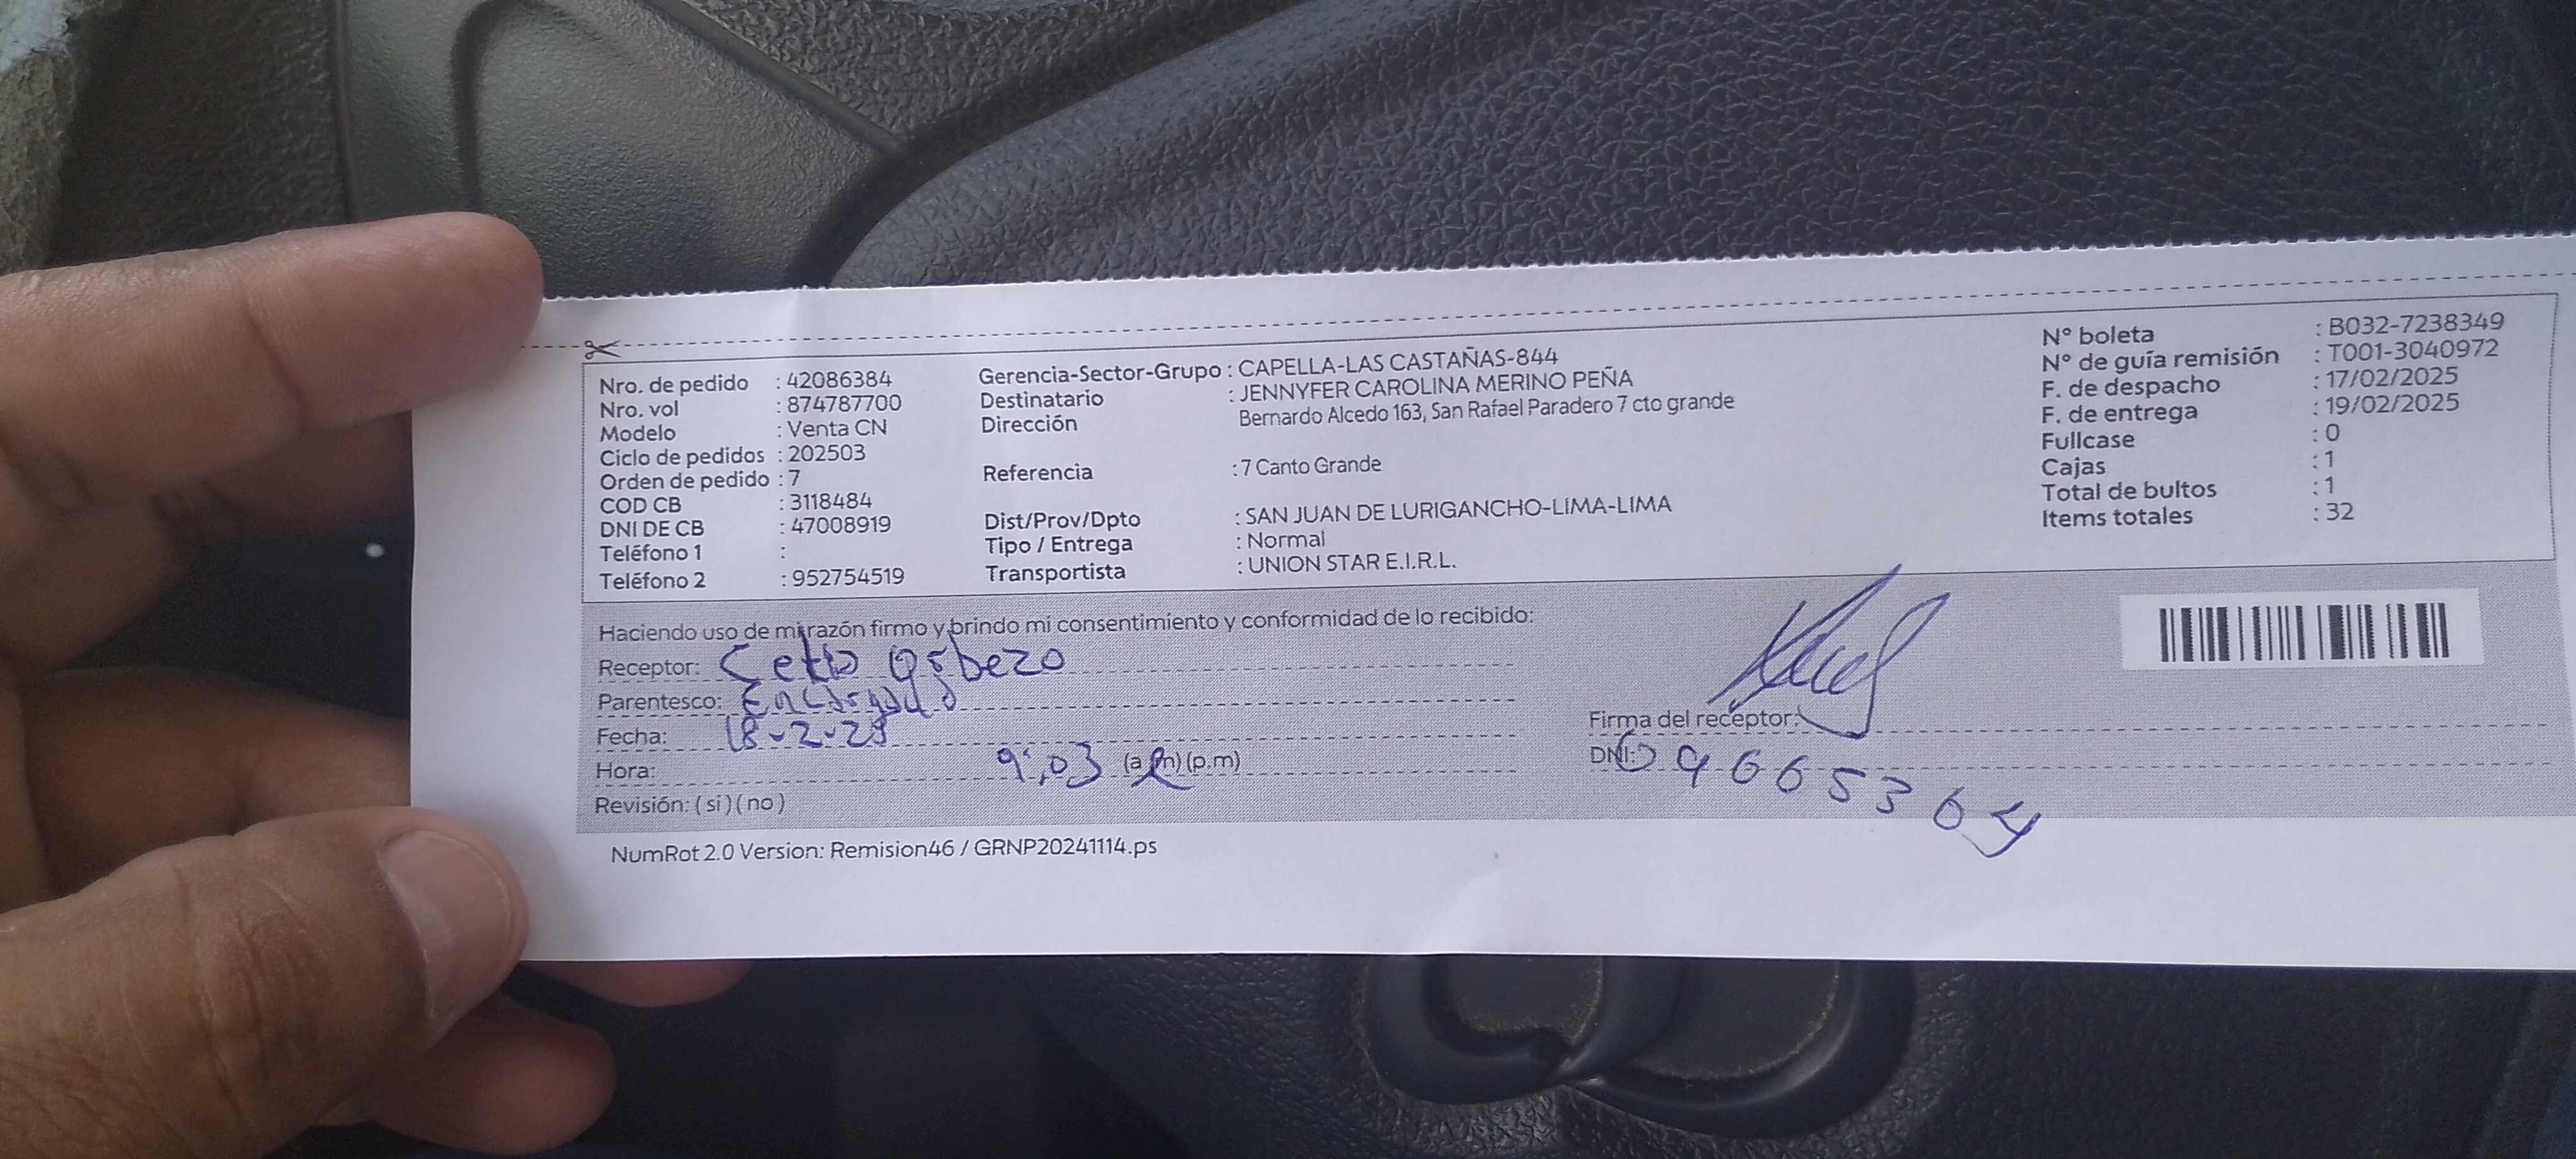 Nro. de pedido : 42086384
Nro. vol : 874787700
Modelo : Venta CN
Ciclo de pedidos : 202503
Orden de pedido : 7
COD CB : 3118484
DNI DE CB : 47008919
Teléfono 1 :
Teléfono 2 : 952754519
Gerencia-Sector-Grupo : CAPELLA-LAS CASTAÑAS-844
Destinatario : JENNYFER CAROLINA MERINO PEÑA
Dirección Bernardo Alcedo 163, San Rafael Paradero 7 cto grande
Referencia : 7 Canto Grande
Dist/Prov/Dpto : SAN JUAN DE LURIGANCHO-LIMA-LIMA
Tipo / Entrega : Normal
Transportista : UNION STAR E.I.R.L.
N° boleta : B032-7238349
N° de guía remisión : T001-3040972
F. de despacho : 17/02/2025
F. de entrega : 19/02/2025
Fullcase : 0
Cajas : 1
Total de bultos : 1
Items totales : 32
Haciendo uso de mi razón firmo y brindo mi consentimiento y conformidad de lo recibido:
Receptor:
Parentesco: Encargado
Fecha: 18-2-25
Hora: 9:03 (a.m) (p.m)
Revisión: ( si ) ( no )
Firma del receptor:
DNI: 09665364
NumRot 2.0 Version: Remision46 / GRNP20241114.ps